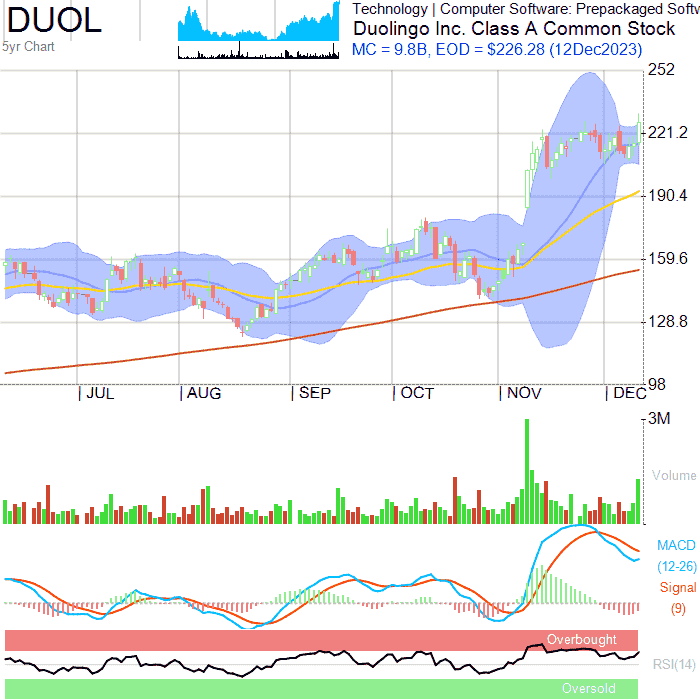 DUOL
5yr Chart
Technology | Computer Software: Prepackaged Softw
Duolingo Inc. Class A Common Stock
MC = 9.8B, EOD = $226.28 (12Dec2023)
252
221.2
190.4
159.6
128.8
98
JUL AUG SEP OCT NOV DEC
3M
Volume
MACD
(12-26)
Signal
(9)
Overbought
RSI(14)
Oversold